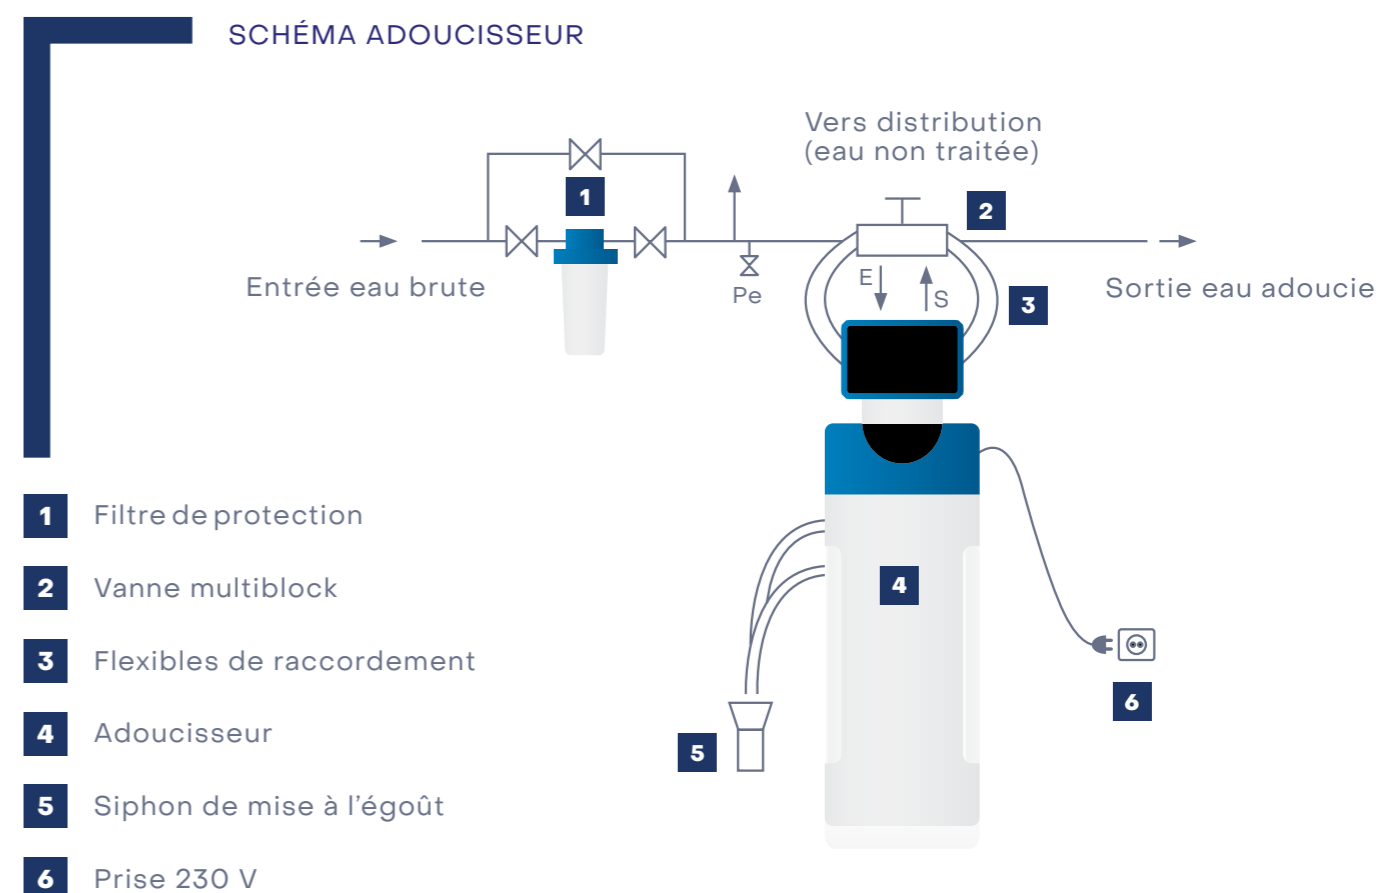 SCHÉMA ADOUCISSEUR
Vers distribution
(eau non traitée)
1
2
Entrée eau brute
Pe
E
S
3
Sortie eau adoucie
4
6
5
1 Filtre de protection
2 Vanne multiblock
3 Flexibles de raccordement
4 Adoucisseur
5 Siphon de mise à l’égoût
6 Prise 230 V